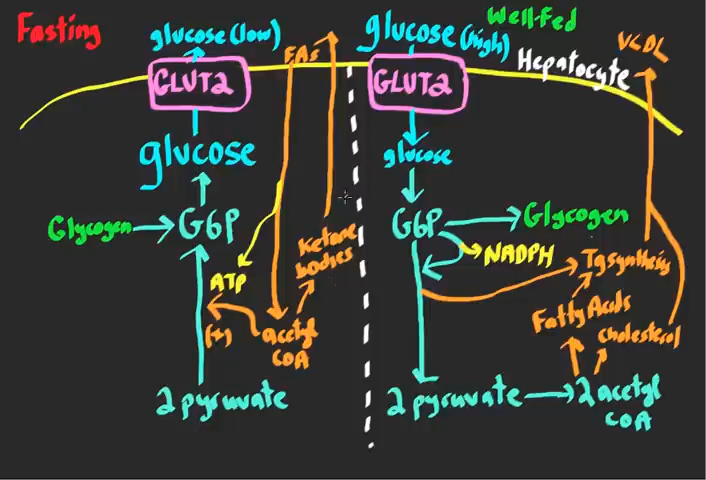 Fasting
glucose (low)
FAs
GLUT2
glucose
Glycogen
G6P
Ketone
bodies
ATP
(+)
acetyl
COA
2 pyruvate
Well-Fed
glucose (high)
VLDL
Hepatocyte
GLUT2
glucose
G6P
Glycogen
NADPH
Tg synthesis
Fatty Acids
cholesterol
2 pyruvate
2 acetyl
COA